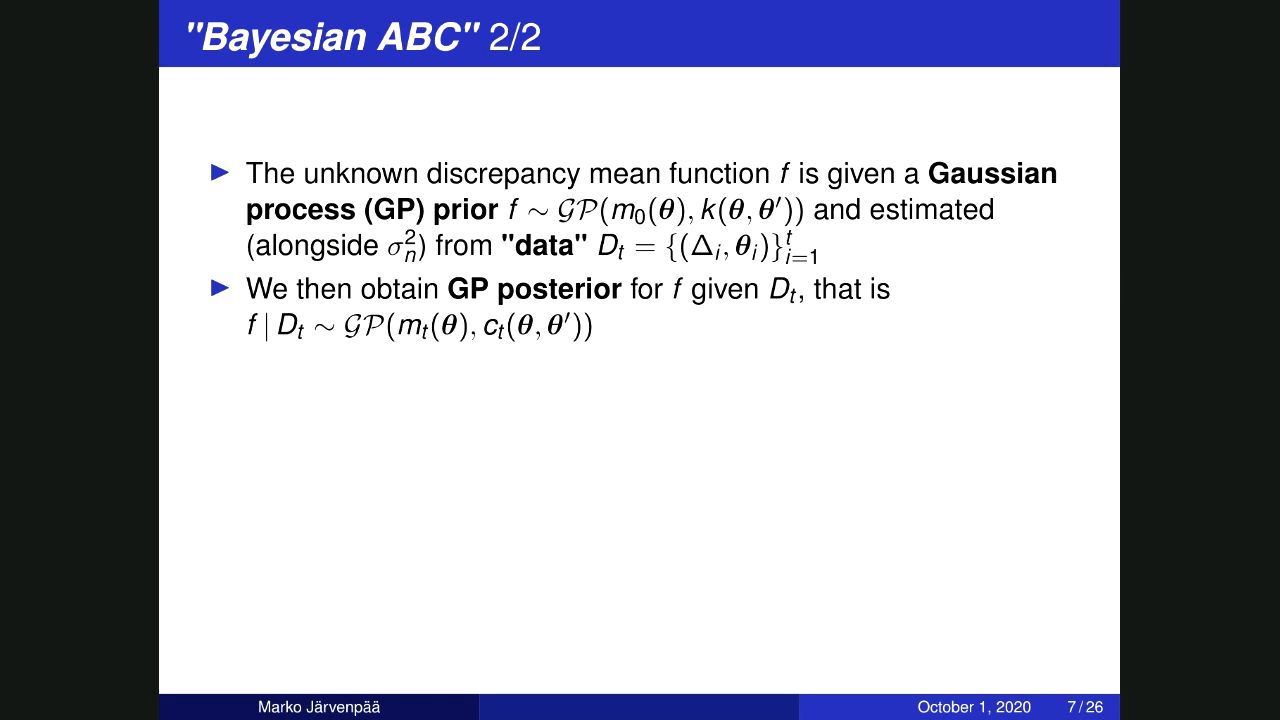 "Bayesian ABC" 2/2
▶ The unknown discrepancy mean function f is given a Gaussian
process (GP) prior f ∼ 𝒢𝒫(m₀(θ), k(θ, θ′)) and estimated
(alongside σₙ²) from "data" Dₜ = {(Δᵢ, θᵢ)}ᵗᵢ₌₁
▶ We then obtain GP posterior for f given Dₜ, that is
f | Dₜ ∼ 𝒢𝒫(mₜ(θ), cₜ(θ, θ′))
Marko Järvenpää October 1, 2020 7 / 26